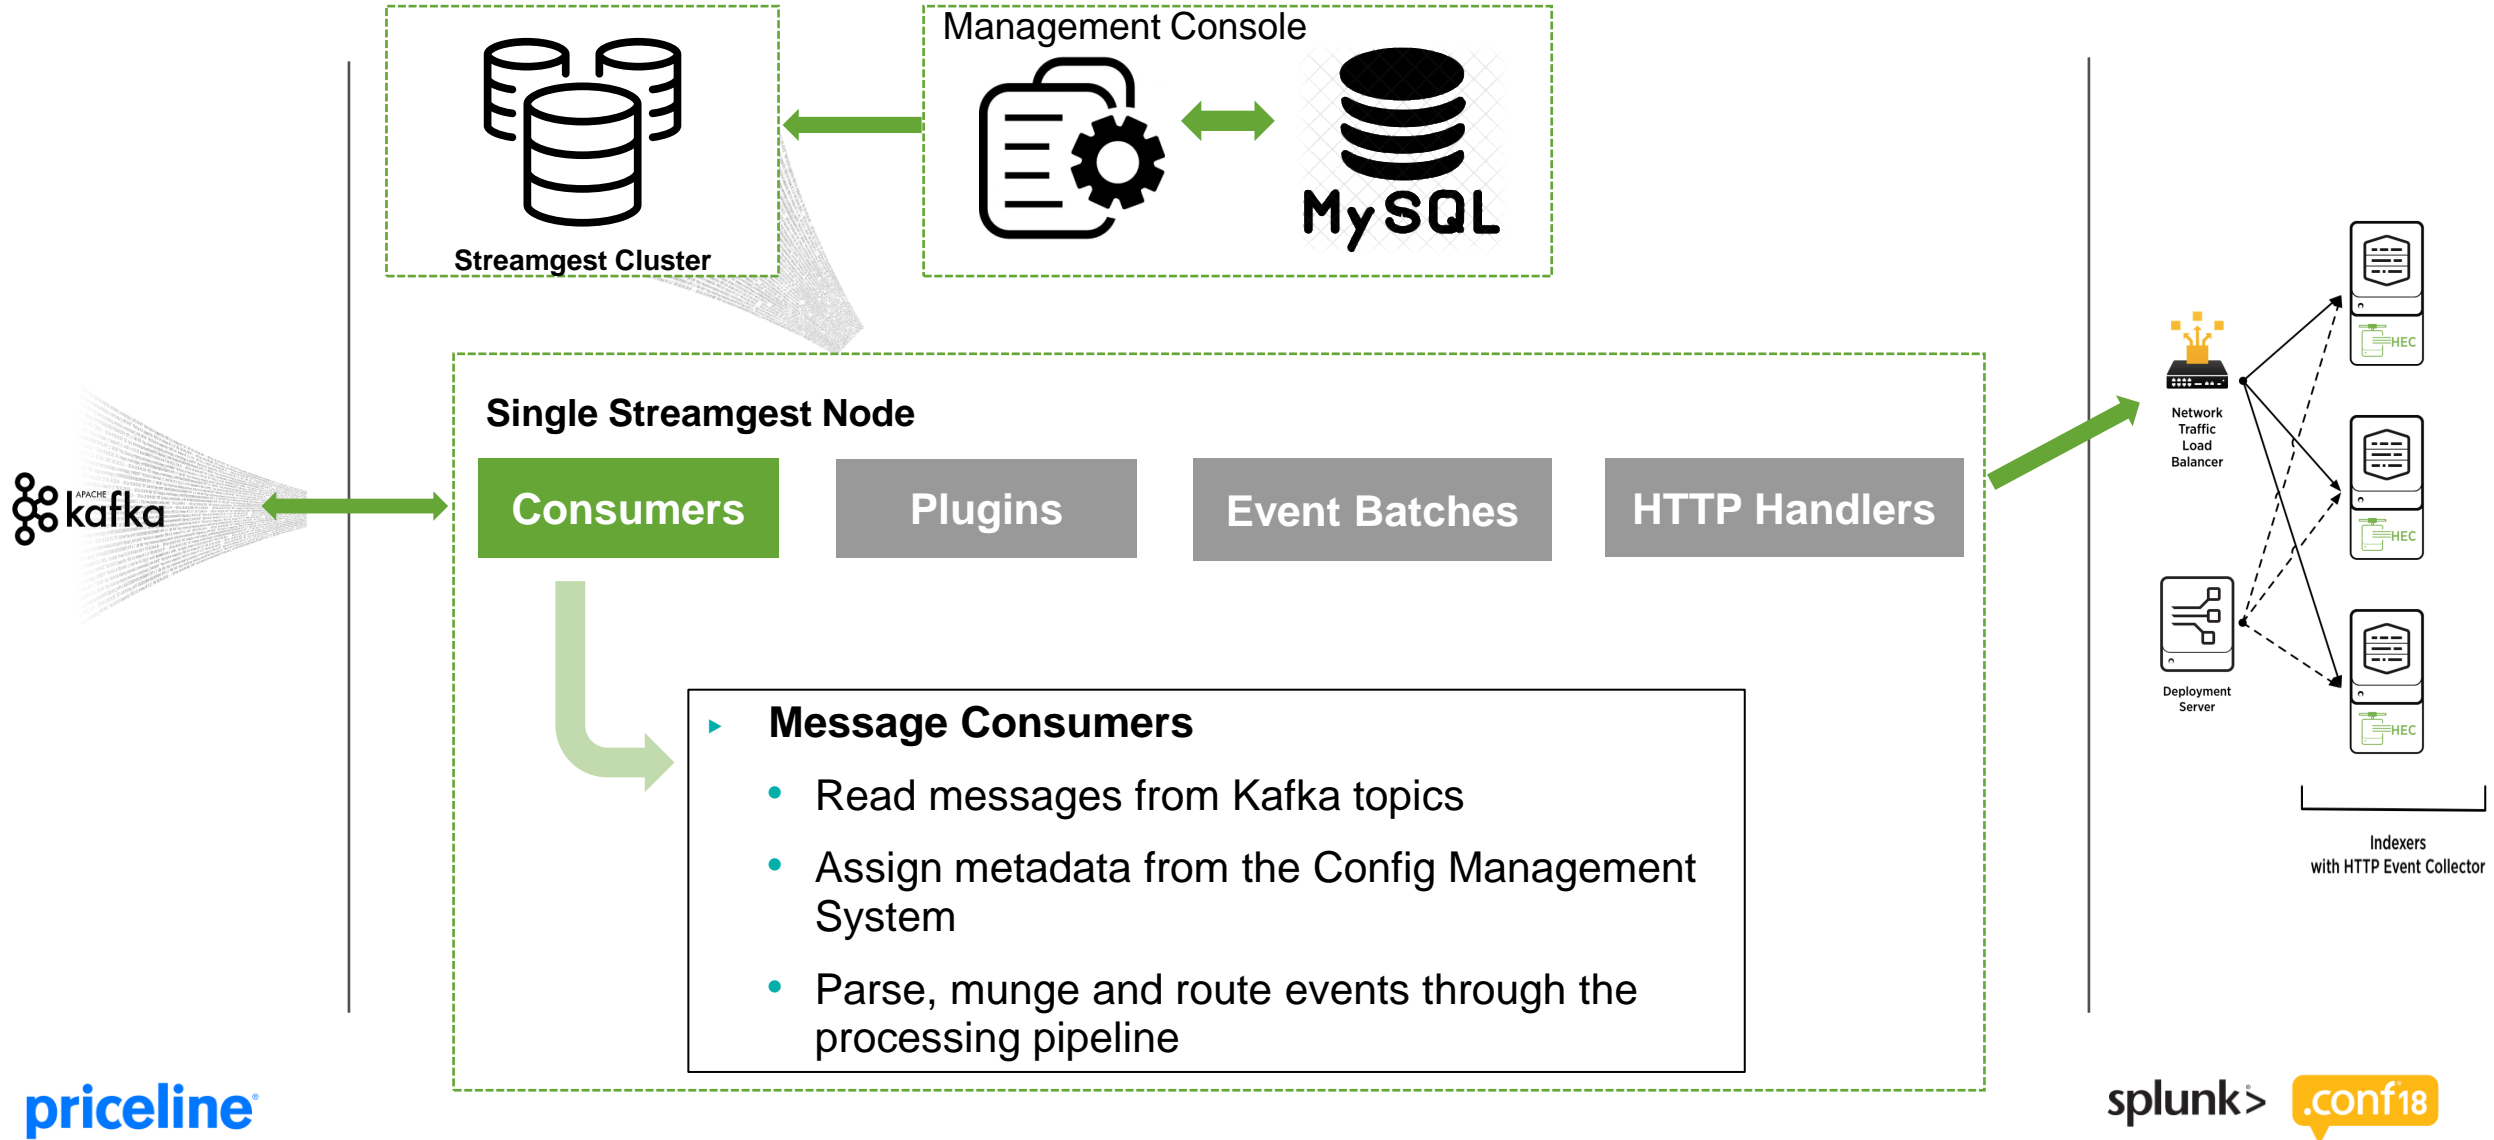 Management Console
MySQL
Streamgest Cluster
Single Streamgest Node
APACHE
kafka
Consumers
Plugins
Event Batches
HTTP Handlers
Message Consumers
Read messages from Kafka topics
Assign metadata from the Config Management
System
Parse, munge and route events through the
processing pipeline
HEC
Network
Traffic
Load
Balancer
HEC
Deployment
Server
HEC
Indexers
with HTTP Event Collector
priceline®
splunk>
.conf18